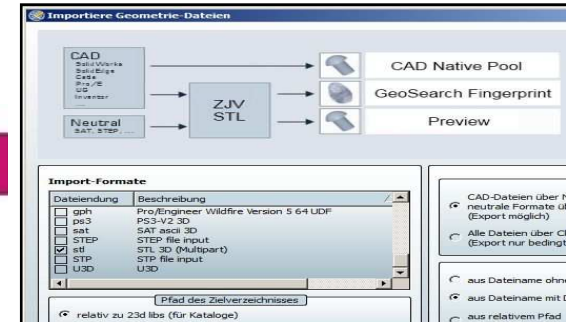 Importiere Geometrie-Dateien
CAD
SolidWorks
SolidEdge
Catia
Pro/E
UG
Inventor
...
Neutral
SAT, STEP, ...
ZJV
STL
CAD Native Pool
GeoSearch Fingerprint
Preview
Import-Formate
Dateiendung Beschreibung
gph Pro/Engineer Wildfire Version 5 64 UDF
ps3 PS3-V2 3D
sat SAT ascii 3D
STEP STEP file input
stl STL 3D (Multipart)
STP STP file input
U3D U3D
Pfad des Zielverzeichnisses
relativ zu 23d libs (für Kataloge)
CAD-Dateien über
neutrale Formate
(Export möglich)
Alle Dateien über
(Export nur bedingt
aus Dateiname ohne
aus Dateiname mit
aus relativem Pfad